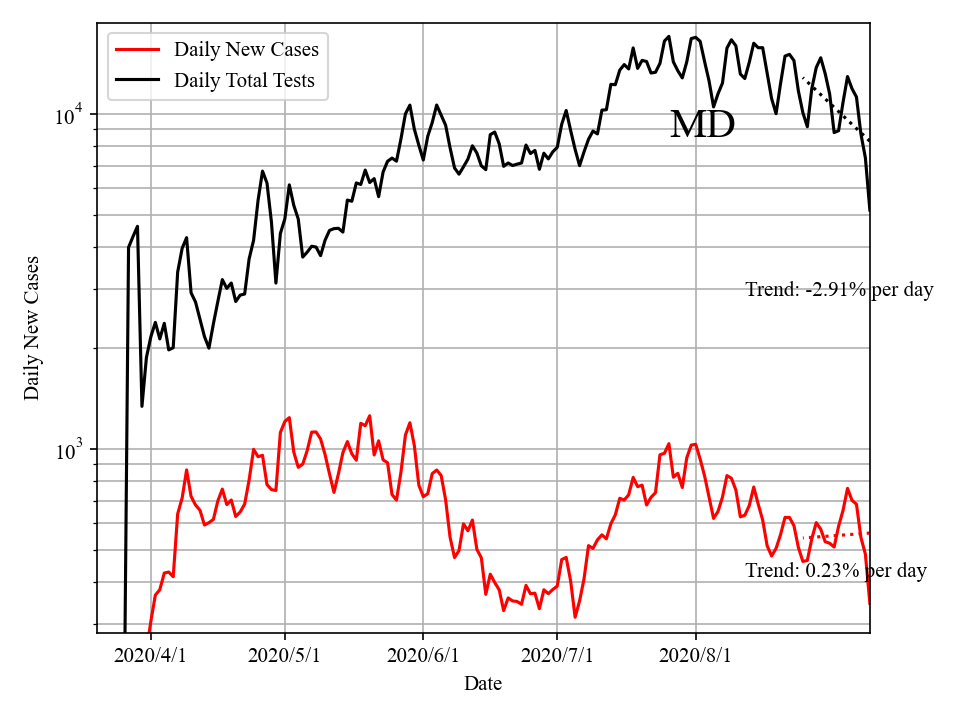 Daily New Cases
Daily Total Tests
MD
Trend: -2.91% per day
Trend: 0.23% per day
Daily New Cases
10^4
10^3
2020/4/1 2020/5/1 2020/6/1 2020/7/1 2020/8/1
Date